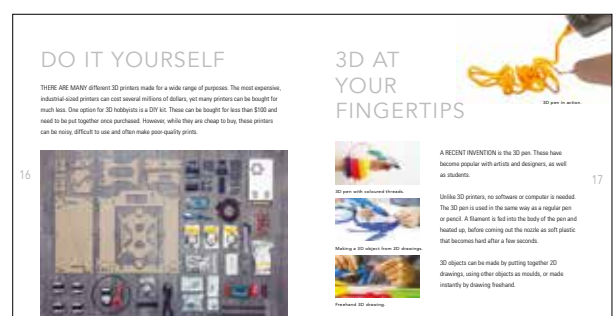 DO IT YOURSELF
THERE ARE MANY different 3D printers made for a wide range of purposes. The most expensive,
industrial-sized printers can cost several millions of dollars, yet many printers can be bought for
much less. One option for 3D hobbyists is a DIY kit. These can be bought for less than $100 and
need to be put together once purchased. However, while they are cheap to buy, these printers
can be noisy, difficult to use and often make poor-quality prints.
16
3D AT
YOUR
FINGERTIPS
3D pen in action.
3D pen with coloured threads.
Making a 3D object from 2D drawings.
Freehand 3D drawing.
A RECENT INVENTION is the 3D pen. These have
become popular with artists and designers, as well
as students.
Unlike 3D printers, no software or computer is needed.
The 3D pen is used in the same way as a regular pen
or pencil. A filament is fed into the body of the pen and
heated up, before coming out the nozzle as soft plastic
that becomes hard after a few seconds.
3D objects can be made by putting together 2D
drawings, using other objects as moulds, or made
instantly by drawing freehand.
17